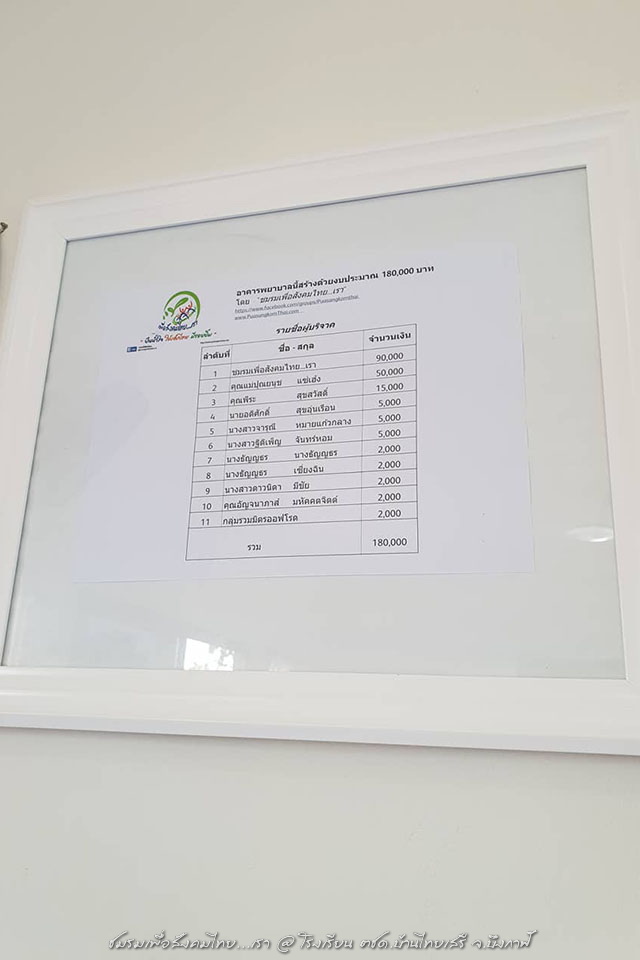 อาคารพยาบาลนี้สร้างด้วยงบประมาณ 180,000 บาท
โดย "ชมรมเพื่อสังคมไทย...เรา"
https://www.facebook.com/groups/Puasangkomthai
www.PuasangkomThai.com
รายชื่อผู้บริจาค
ลำดับที่ ชื่อ - สกุล จำนวนเงิน
1 ชมรมเพื่อสังคมไทย...เรา 90,000
2 คุณแม่ปุณยนุช แซ่เฮ้ง 50,000
3 คุณพีระ สุขสวัสดิ์ 15,000
4 นายอดิศักดิ์ สุขอุ่นเรือน 5,000
5 นางสาวจารุณี หมายแก้วกลาง 5,000
6 นางสาวฐิติเพ็ญ จันทร์หอม 5,000
7 นางธัญญธร นางธัญญธร 2,000
8 นางธัญญธร เซี่ยงฉิน 2,000
9 นางสาวดาวนิดา มีชัย 2,000
10 คุณอัญจนาภาส์ มหัคคตจิตต์ 2,000
11 กลุ่มรวมมิตรออฟโรด 2,000
รวม 180,000
ชมรมเพื่อสังคมไทย...เรา @ โรงเรียน ตชด.บ้านไทยเสรี จ.บึงกาฬ